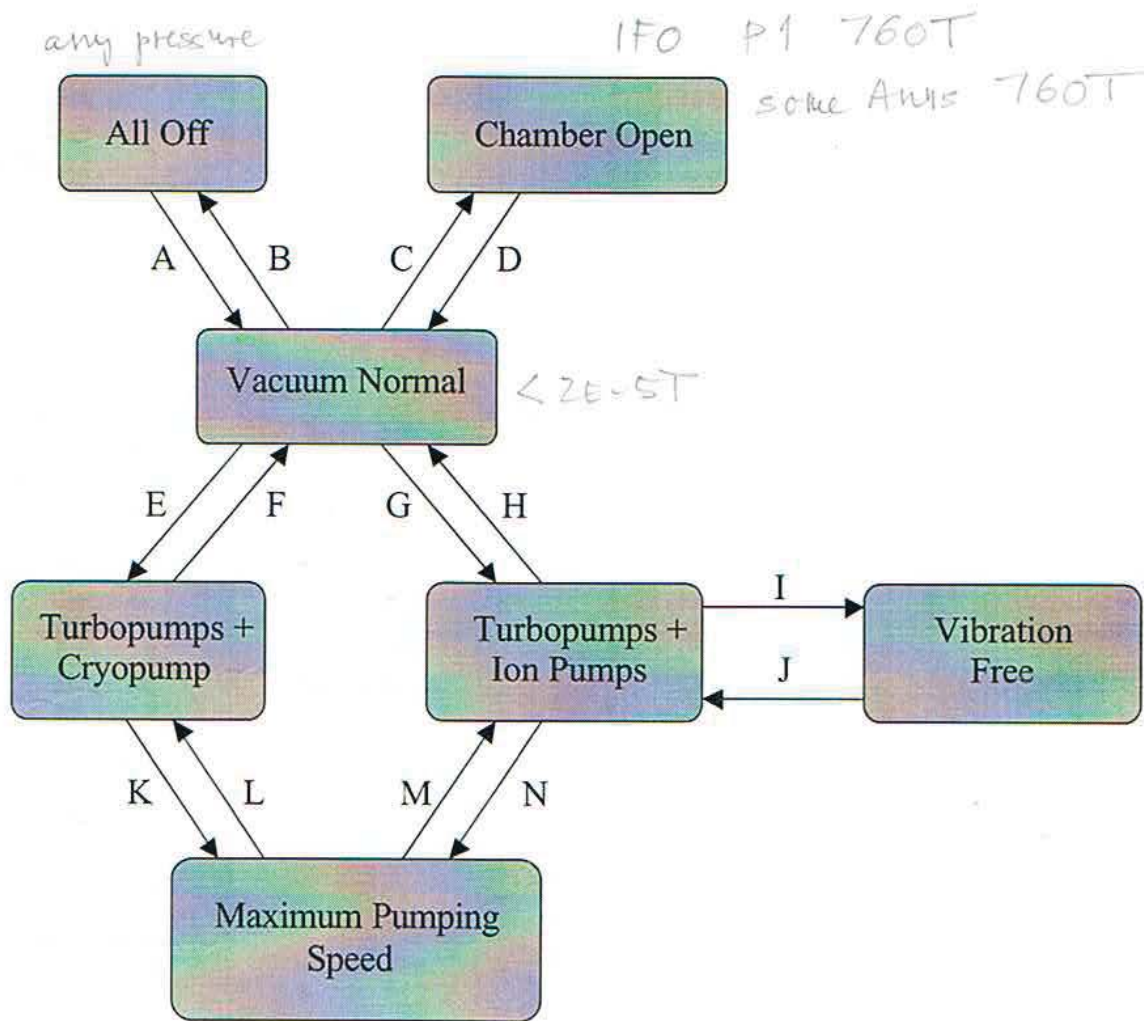 any pressure
IFO P1 760T
some Anns 760T
All Off
Chamber Open
A
B
C
D
Vacuum Normal
< 2E-5T
E
F
G
H
Turbopumps +
Cryopump
Turbopumps +
Ion Pumps
I
J
Vibration
Free
K
L
M
N
Maximum Pumping
Speed